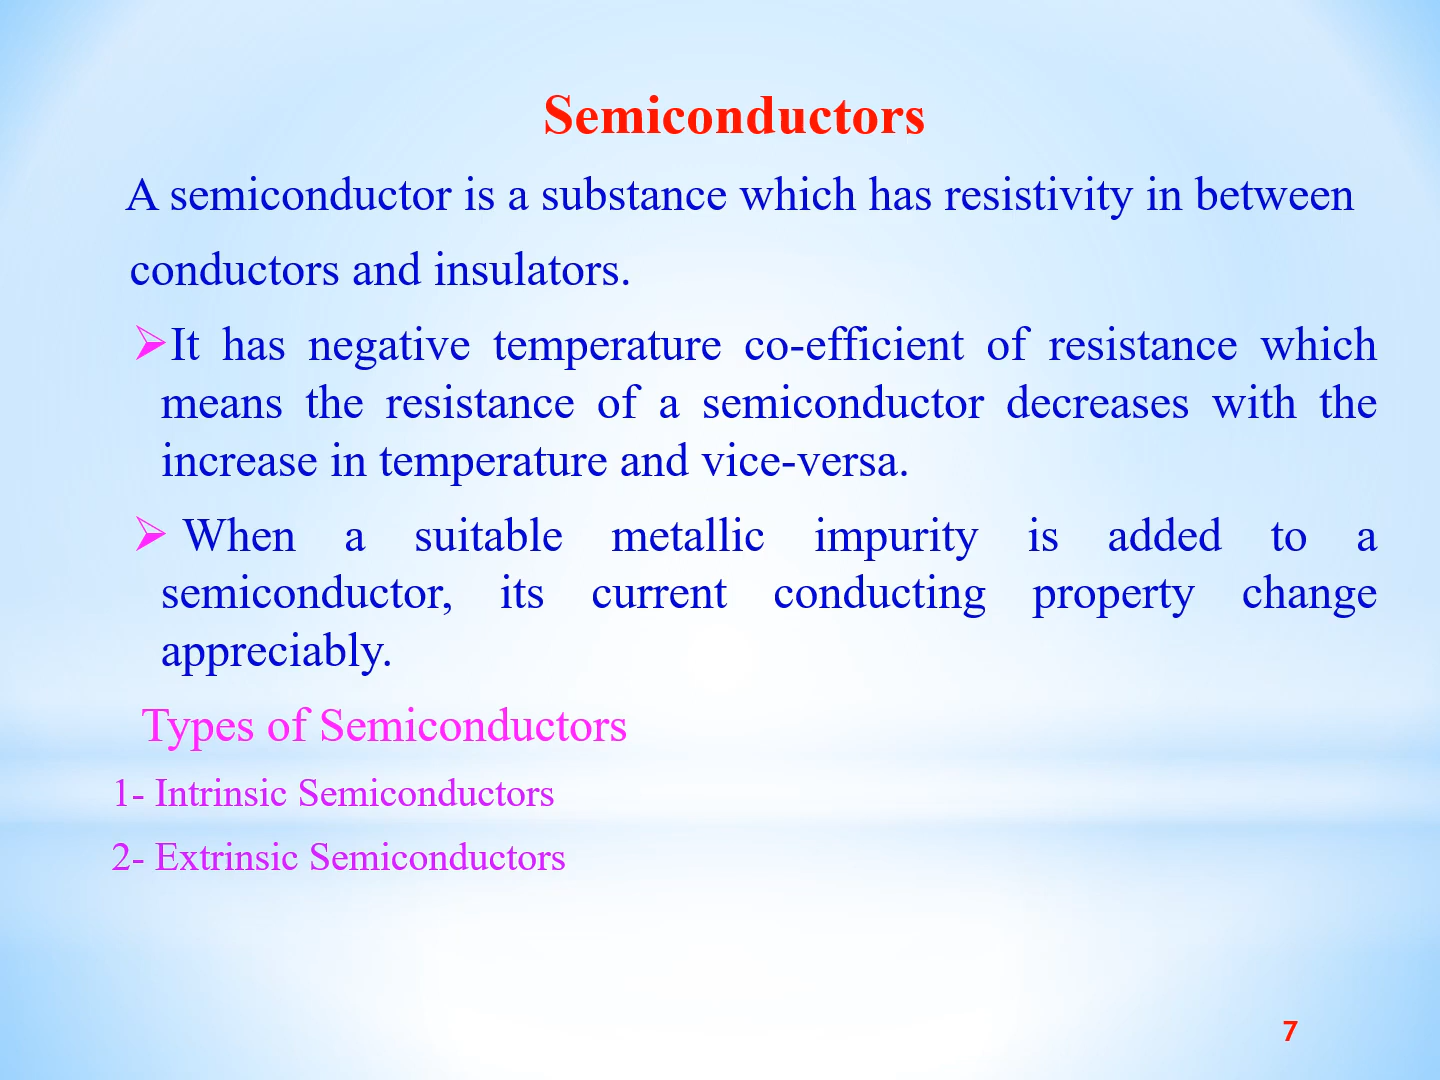 Semiconductors
A semiconductor is a substance which has resistivity in between
conductors and insulators.
➢It has negative temperature co-efficient of resistance which
means the resistance of a semiconductor decreases with the
increase in temperature and vice-versa.
➢ When a suitable metallic impurity is added to a
semiconductor, its current conducting property change
appreciably.
Types of Semiconductors
1- Intrinsic Semiconductors
2- Extrinsic Semiconductors
7